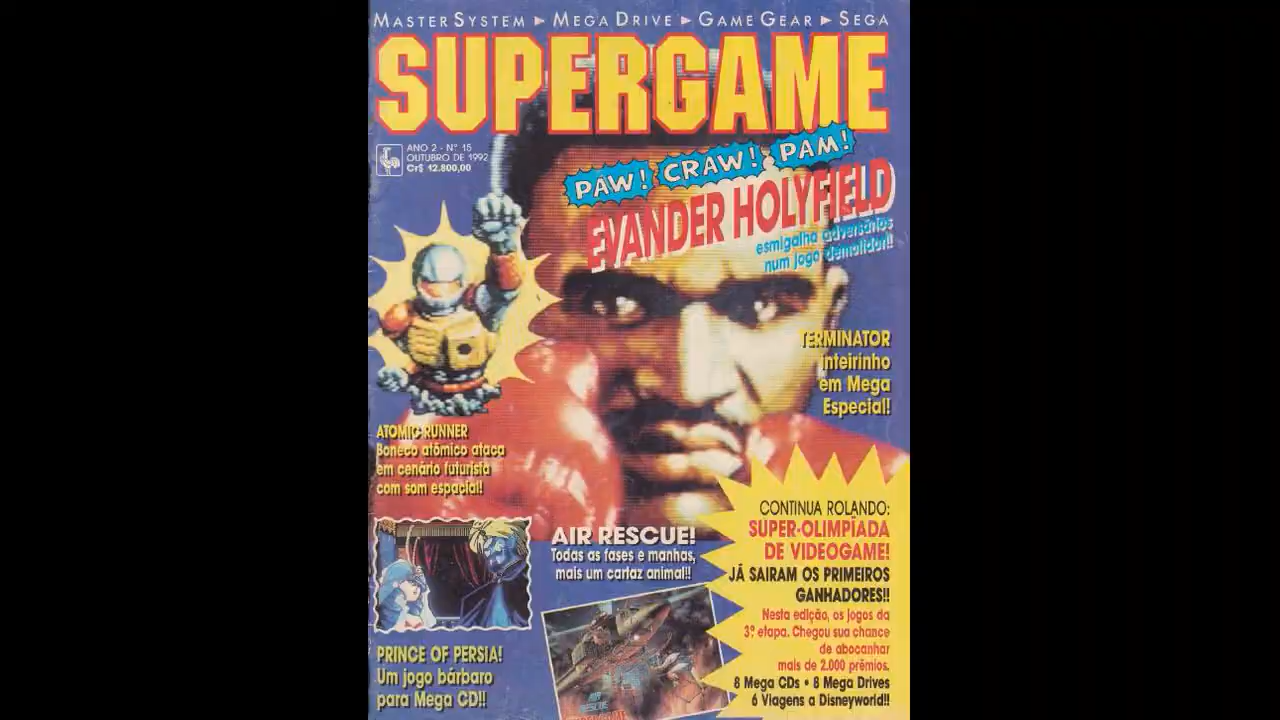 MASTER SYSTEM ▸ MEGA DRIVE ▸ GAME GEAR ▸ SEGA
SUPERGAME
ANO 2 - Nº 15
OUTUBRO DE 1992
Cr$ 12.800,00
PAW! CRAW! PAM!
EVANDER HOLYFIELD
esmigalha adversários
num jogo demolidor!!
TERMINATOR
inteirinho
em Mega
Especial!
ATOMIC RUNNER
Boneco atômico ataca
em cenário futurista
com som espacial!
AIR RESCUE!
Todas as fases e manhas,
mais um cartaz animal!!
CONTINUA ROLANDO:
SUPER-OLIMPÍADA
DE VIDEOGAME!
JÁ SAIRAM OS PRIMEIROS
GANHADORES!!
Nesta edição, os jogos da
3ª etapa. Chegou sua chance
de abocanhar
mais de 2.000 prêmios.
8 Mega CDs • 8 Mega Drives
6 Viagens a Disneyworld!!
PRINCE OF PERSIA!
Um jogo bárbaro
para Mega CD!!
AIR
RESCUE
SUPERGAME